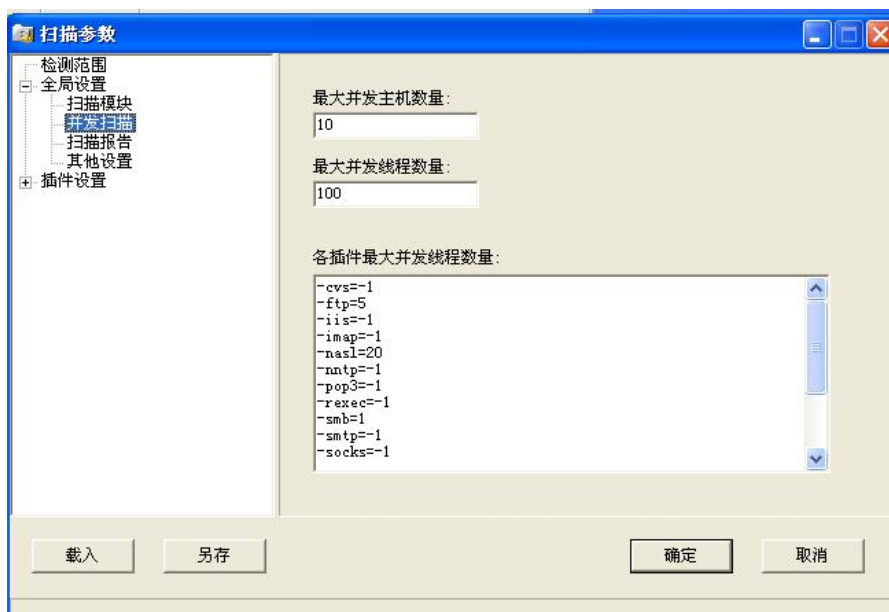 扫描参数
检测范围
全局设置
扫描模块
并发扫描
扫描报告
其他设置
插件设置
最大并发主机数量:
10
最大并发线程数量:
100
各插件最大并发线程数量:
-cvs=-1
-ftp=5
-iis=-1
-imap=-1
-nasl=20
-nntp=-1
-pop3=-1
-rexec=-1
-smb=1
-smtp=-1
-socks=-1
载入
另存
确定
取消